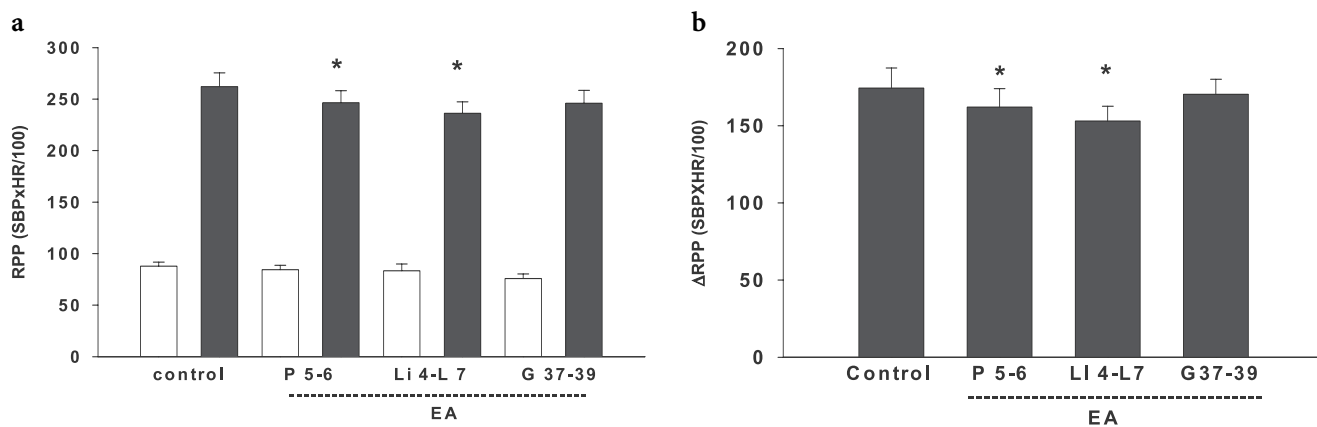 a
RPP (SBPxHR/100)
300
250
200
150
100
50
0
*
*
control
P 5-6
Li 4-L 7
G 37-39
EA
b
ΔRPP (SBPXHR/100)
200
150
100
50
0
*
*
Control
P 5-6
LI 4-L7
G37-39
EA